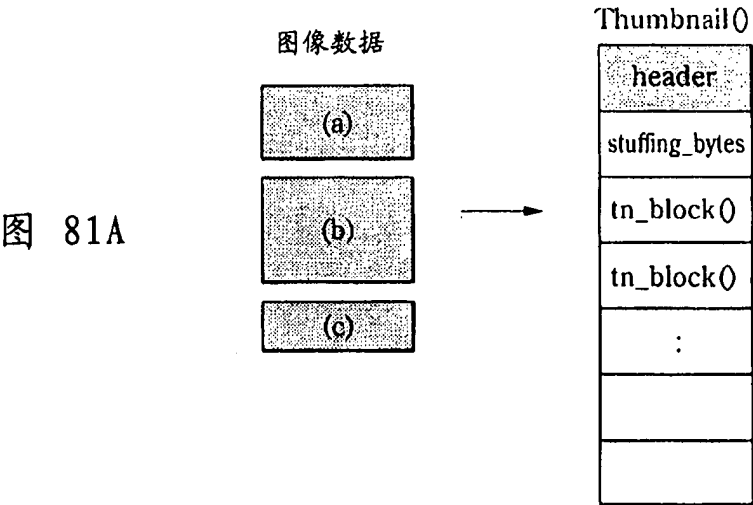 图 81A
图像数据
(a)
(b)
(c)
Thumbnail()
header
stuffing_bytes
tn_block()
tn_block()
: